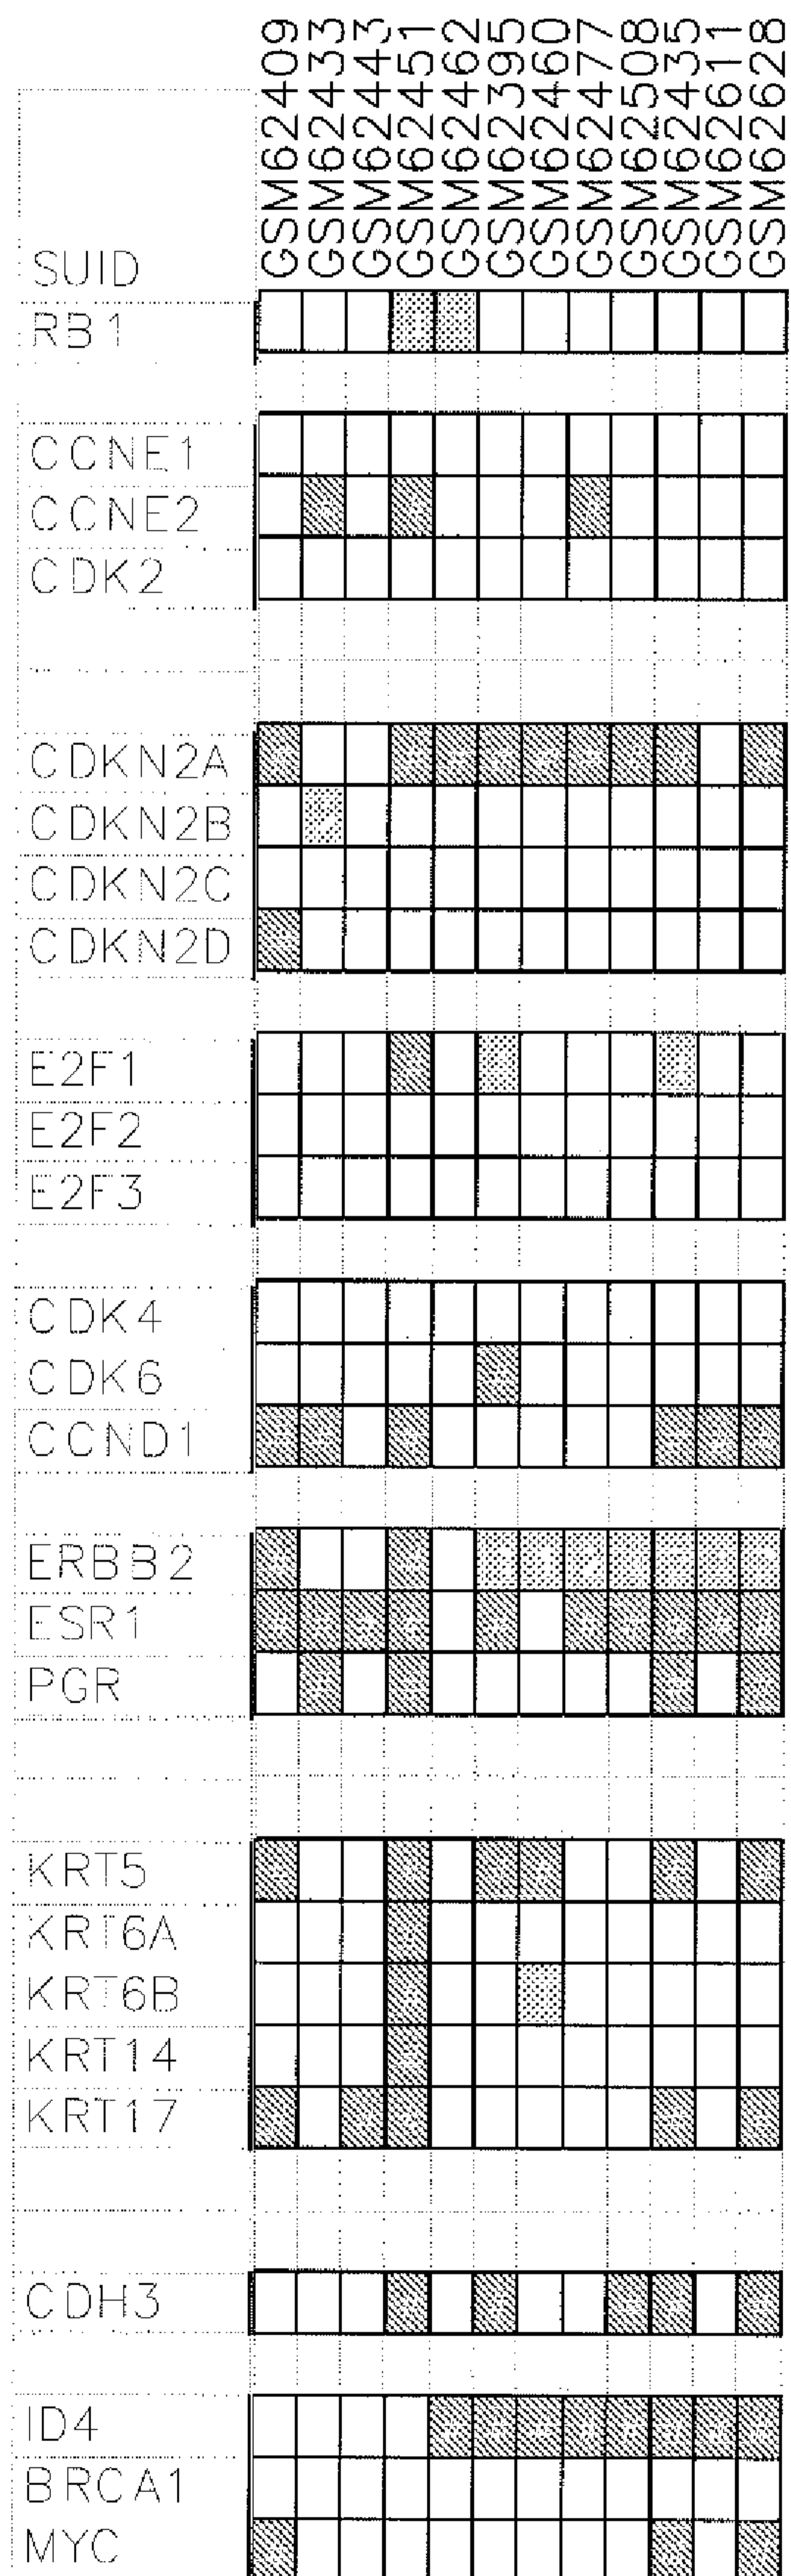 GSM62409
GSM62433
GSM62443
GSM62451
GSM62462
GSM62395
GSM62460
GSM62477
GSM62508
GSM62435
GSM62611
GSM62628
SUID
RB1
CCNE1
CCNE2
CDK2
CDKN2A
CDKN2B
CDKN2C
CDKN2D
E2F1
E2F2
E2F3
CDK4
CDK6
CCND1
ERBB2
ESR1
PGR
KRT5
KRT6A
KRT6B
KRT14
KRT17
CDH3
ID4
BRCA1
MYC